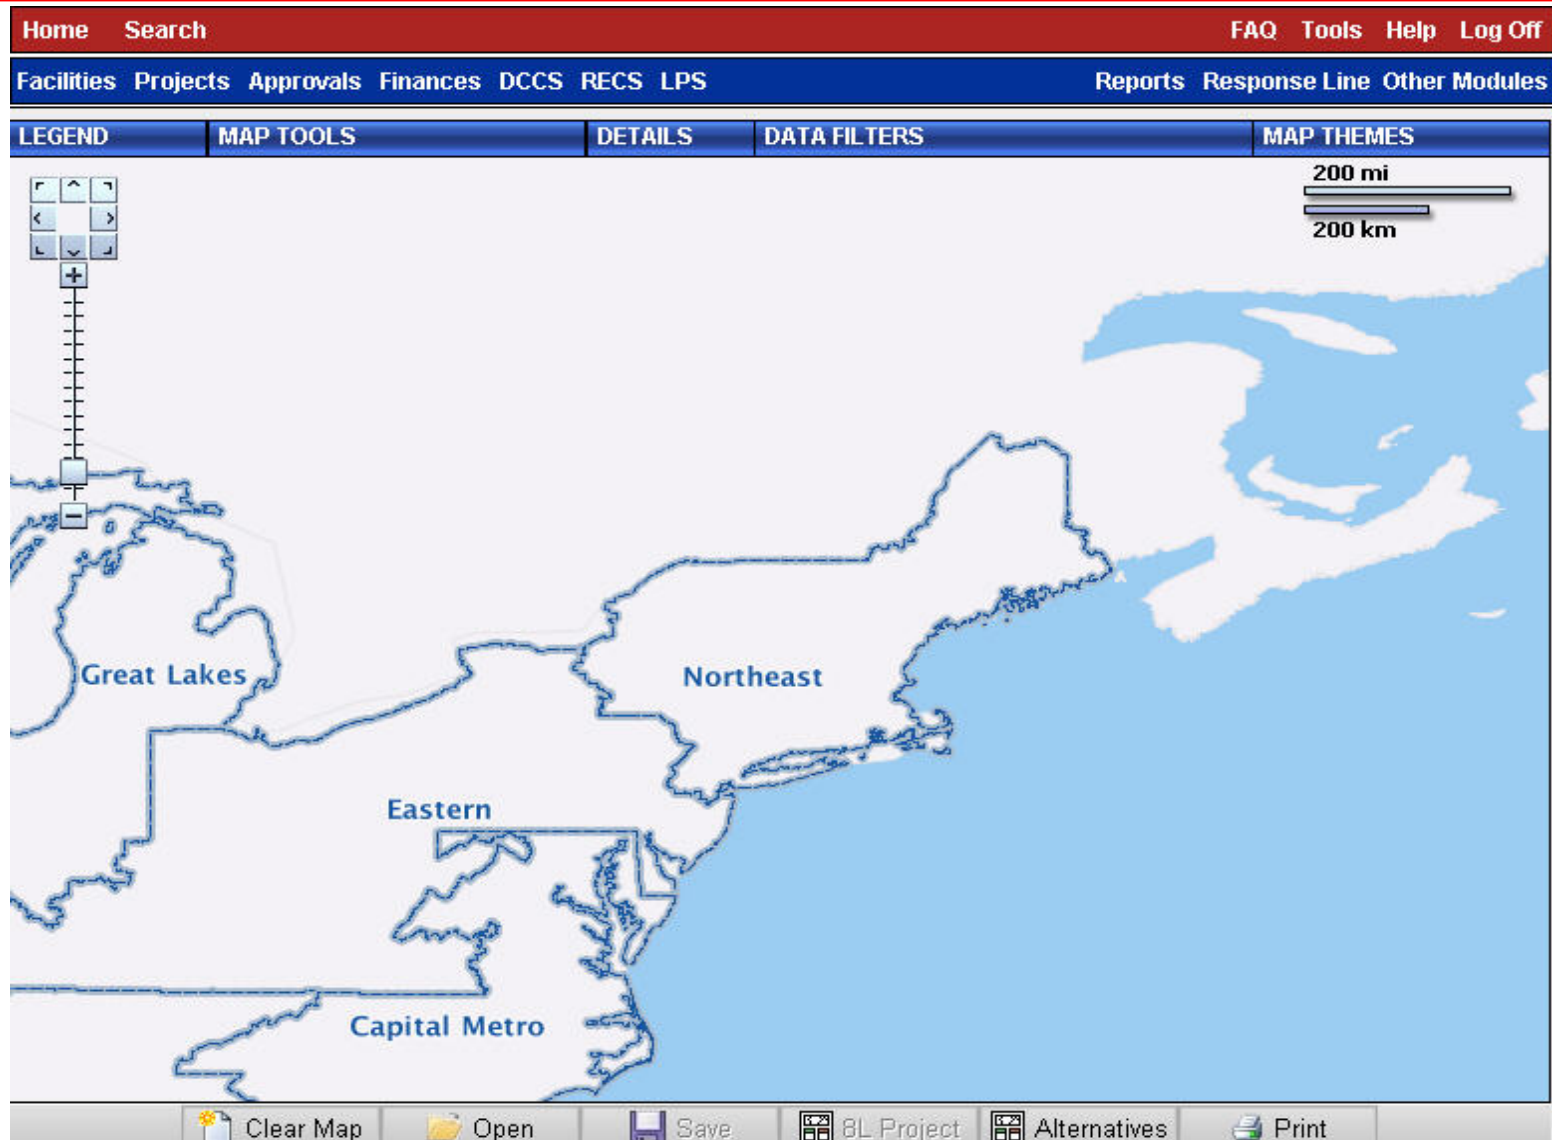 Home Search FAQ Tools Help Log Off
Facilities Projects Approvals Finances DCCS RECS LPS Reports Response Line Other Modules
LEGEND MAP TOOLS DETAILS DATA FILTERS MAP THEMES
200 mi
200 km
Great Lakes
Northeast
Eastern
Capital Metro
Clear Map Open Save 8L Project Alternatives Print